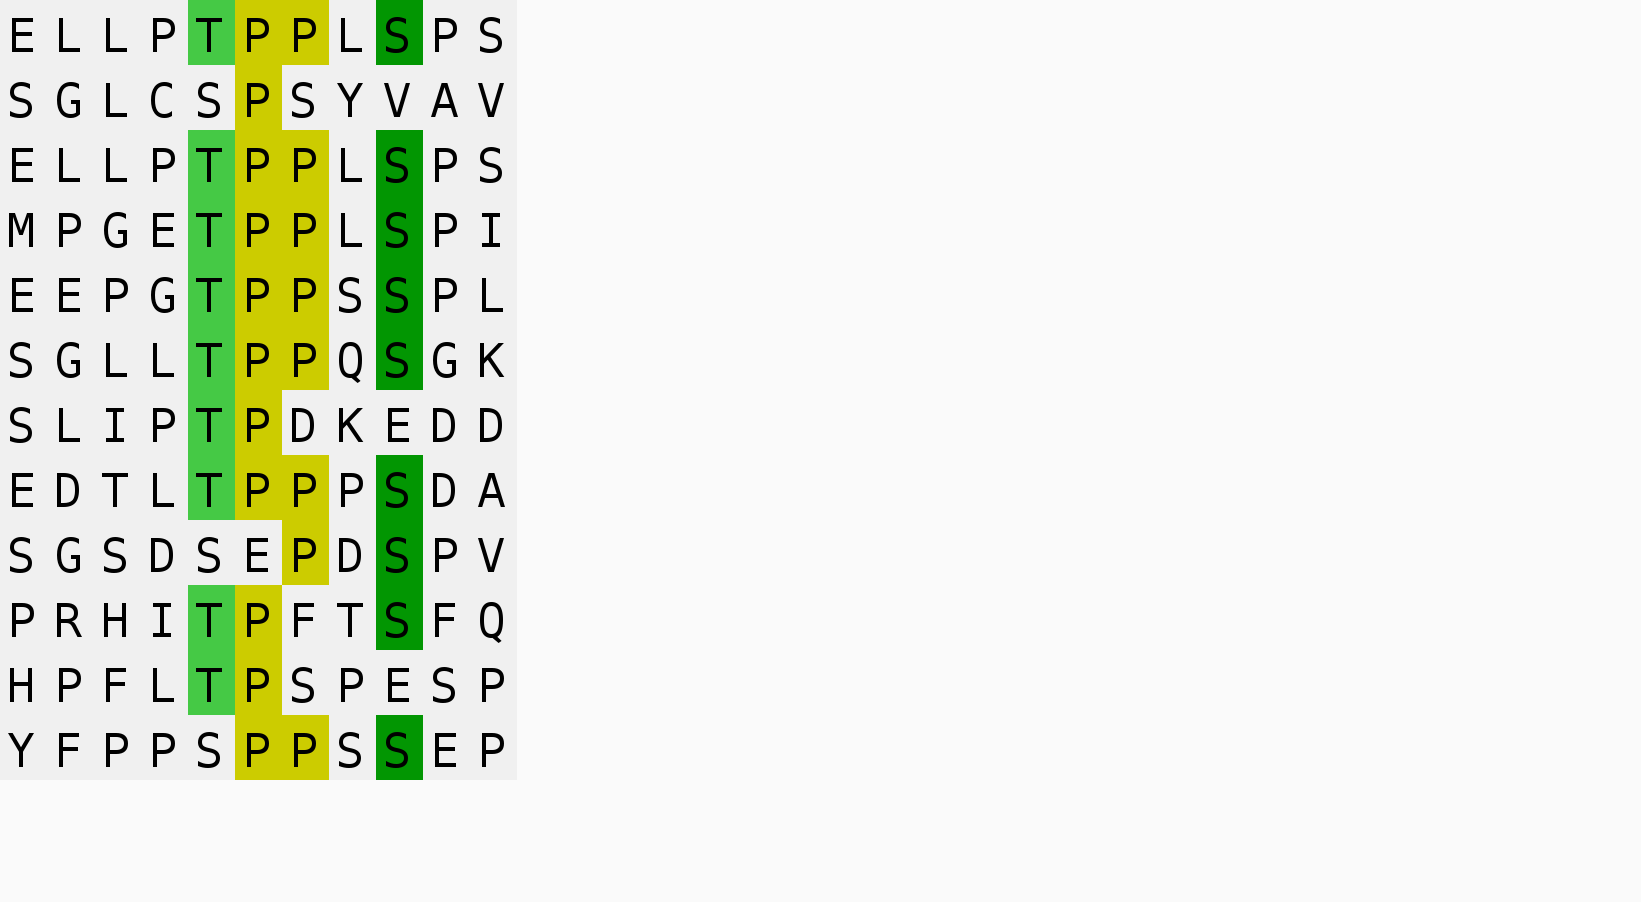 E L L P T P P L S P S
S G L C S P S Y V A V
E L L P T P P L S P S
M P G E T P P L S P I
E E P G T P P S S P L
S G L L T P P Q S G K
S L I P T P D K E D D
E D T L T P P P S D A
S G S D S E P D S P V
P R H I T P F T S F Q
H P F L T P S P E S P
Y F P P S P P S S E P